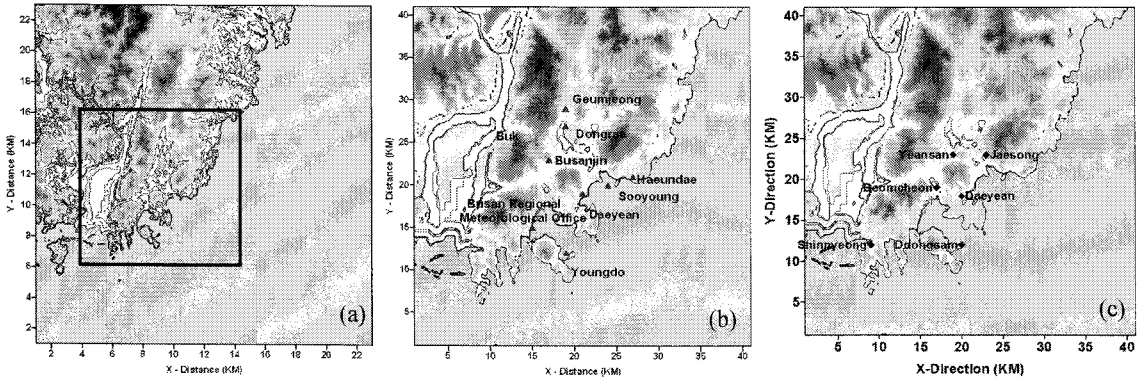 22
20
18
16
14
12
10
8
6
4
2
Y - Distance (KM)
2 4 6 8 10 12 14 16 18 20 22
X - Distance (KM)
(a)
40
35
30
25
20
15
10
5
Y - Distance (KM)
Geumjeong
Buk
Dongrae
Busanjin
Haeundae
Sooyoung
Busan Regional
Meteorological Office
Daeyean
Youngdo
5 10 15 20 25 30 35 40
X - Distance (KM)
(b)
40
35
30
25
20
15
10
5
Y-Direction (KM)
Yeansan
Jaesong
Beomcheon
Daeyean
Shinpyeong
Dongsam
5 10 15 20 25 30 35 40
X-Direction (KM)
(c)